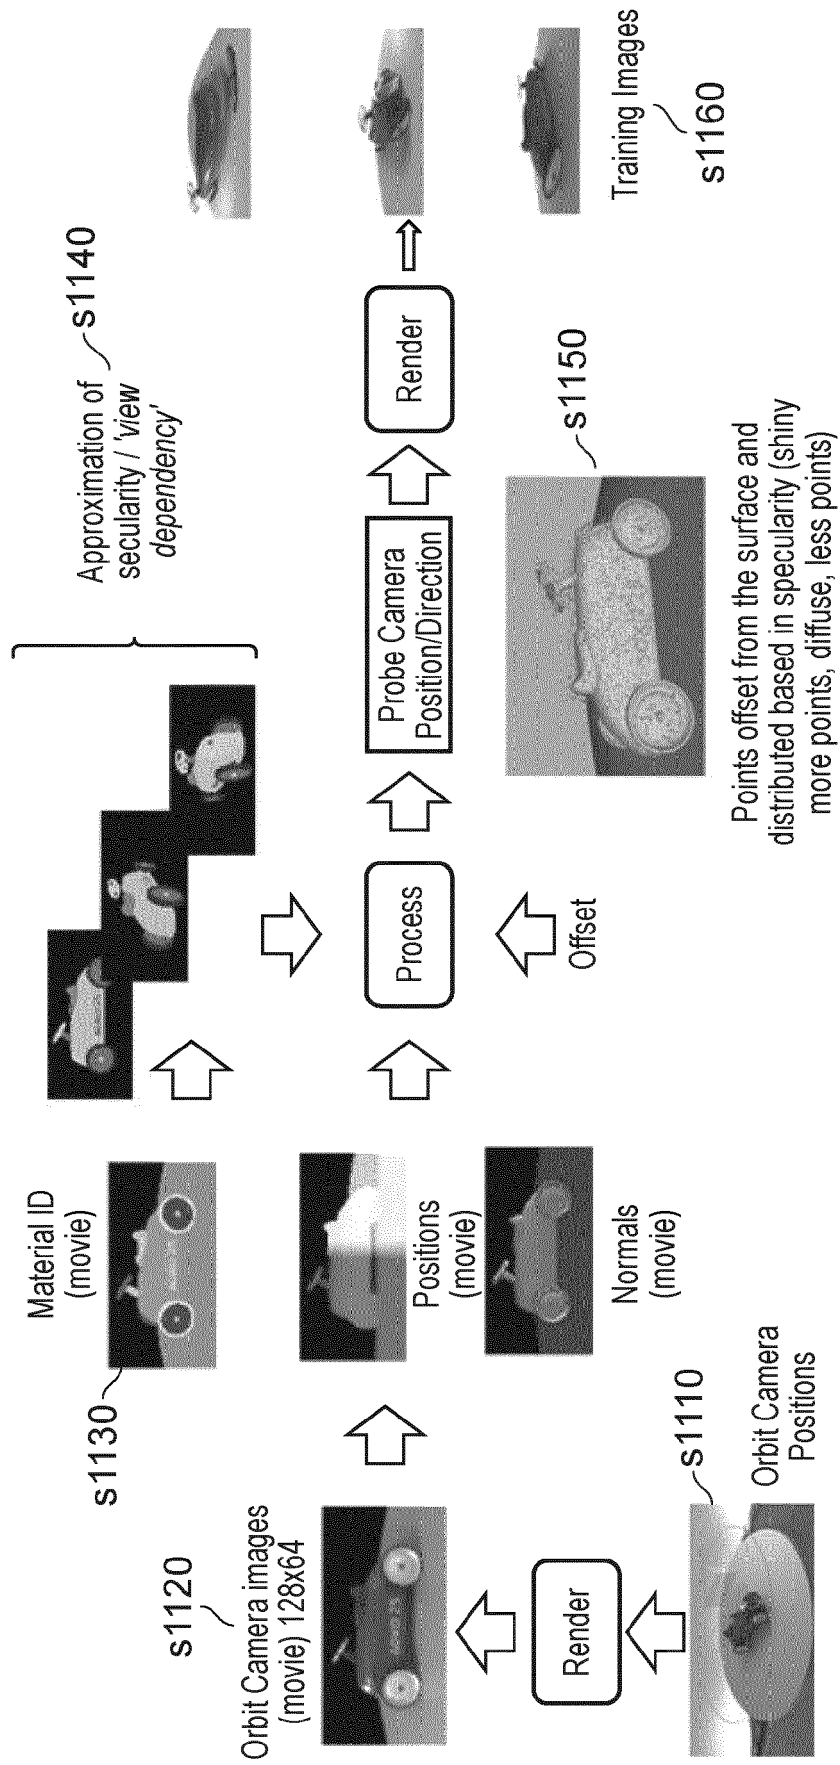 s1120
Orbit Camera images
(movie) 128x64
Render
s1110
Orbit Camera
Positions
s1130
Material ID
(movie)
Positions
(movie)
Normals
(movie)
Approximation of
secularity / 'view
dependency'
s1140
Process
Offset
Probe Camera
Position/Direction
Render
s1150
Points offset from the surface and
distributed based in specularity (shiny
more points, diffuse, less points)
Training Images
s1160